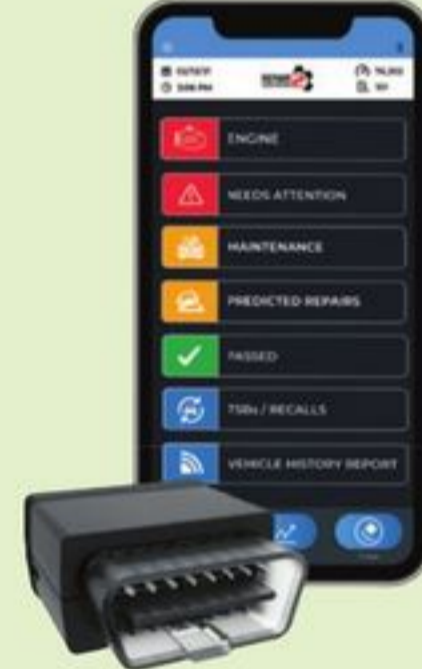 ENGINE
NEEDS ATTENTION
MAINTENANCE
PREDICTED REPAIRS
PASSED
TSBs / RECALLS
VEHICLE HISTORY REPORT